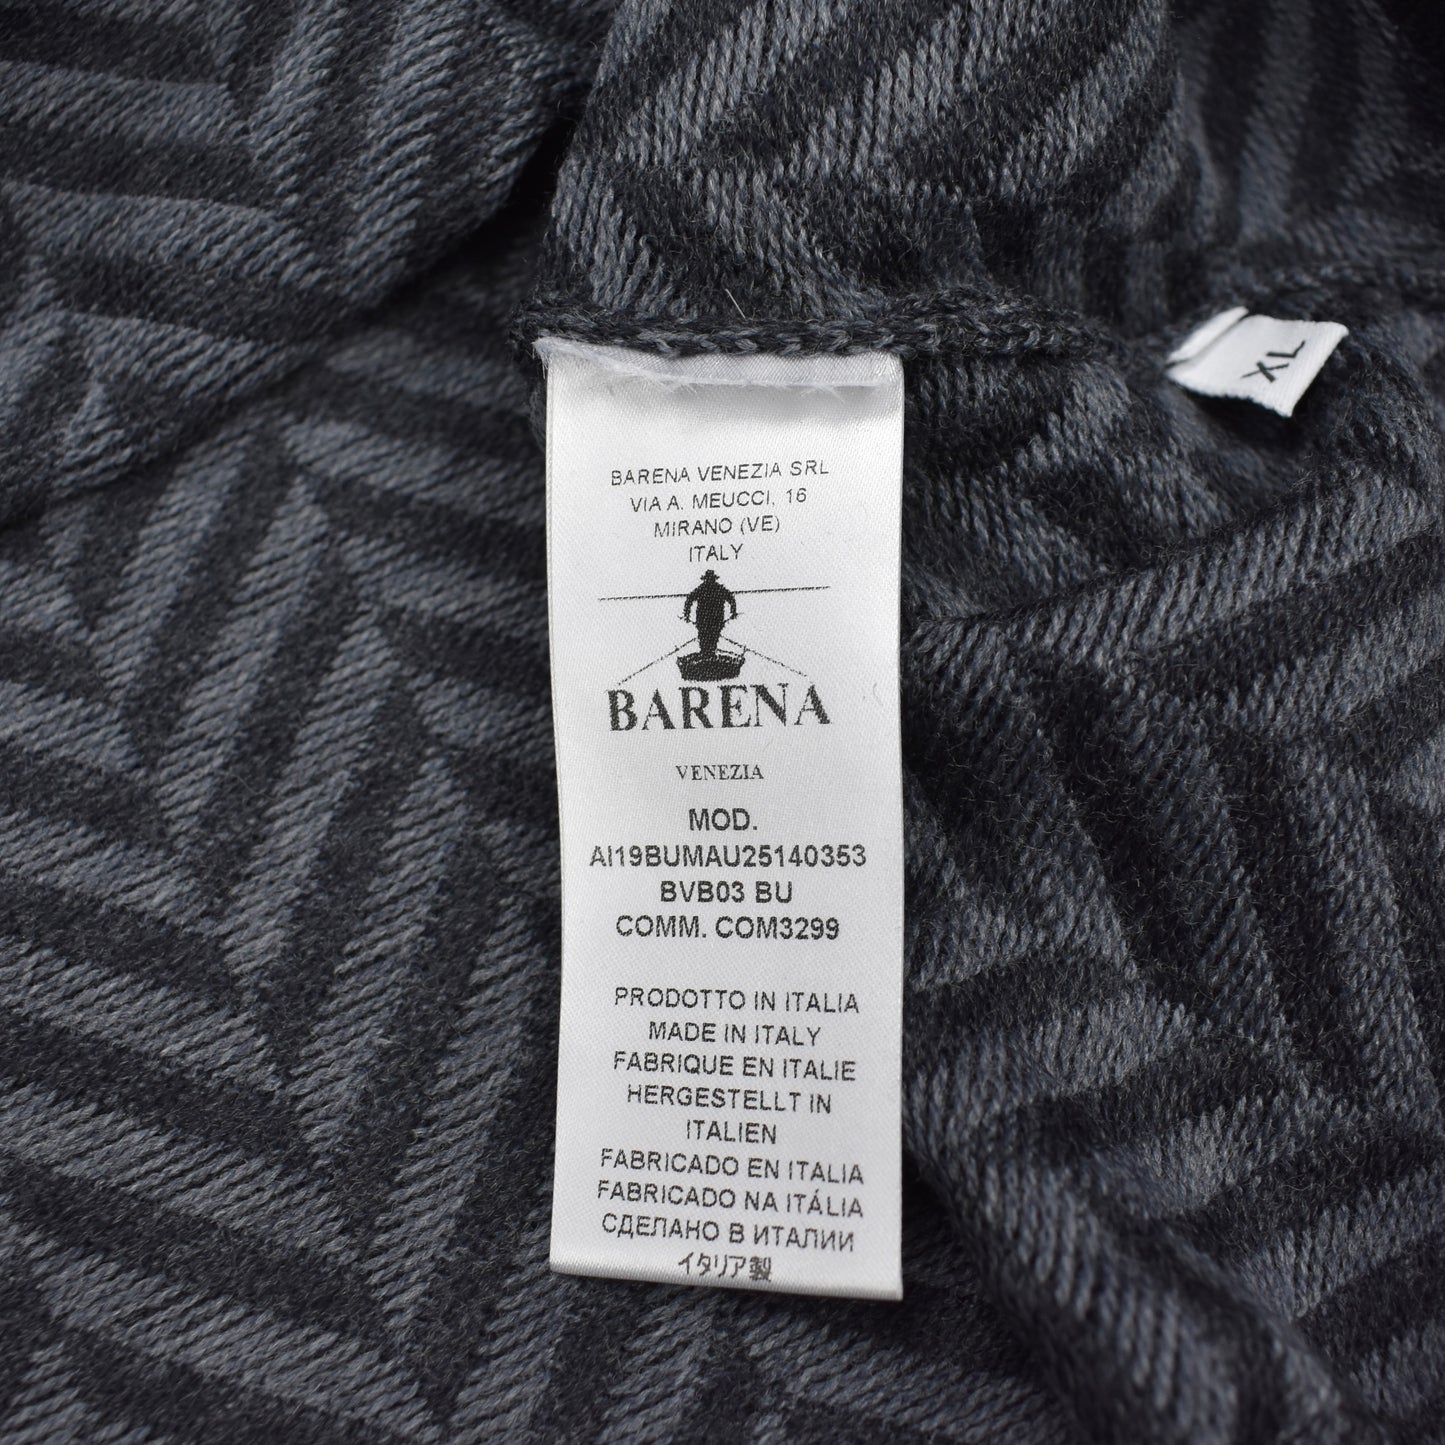 BARENA VENEZIA SRL
VIA A. MEUCCI, 16
MIRANO (VE)
ITALY
BARENA
VENEZIA
MOD.
AI19BUMAU25140353
BVB03 BU
COMM. COM3299
PRODOTTO IN ITALIA
MADE IN ITALY
FABRIQUE EN ITALIE
HERGESTELLT IN
ITALIEN
FABRICADO EN ITALIA
FABRICADO NA ITÁLIA
СДЕЛАНО В ИТАЛИИ
イタリア製
XL